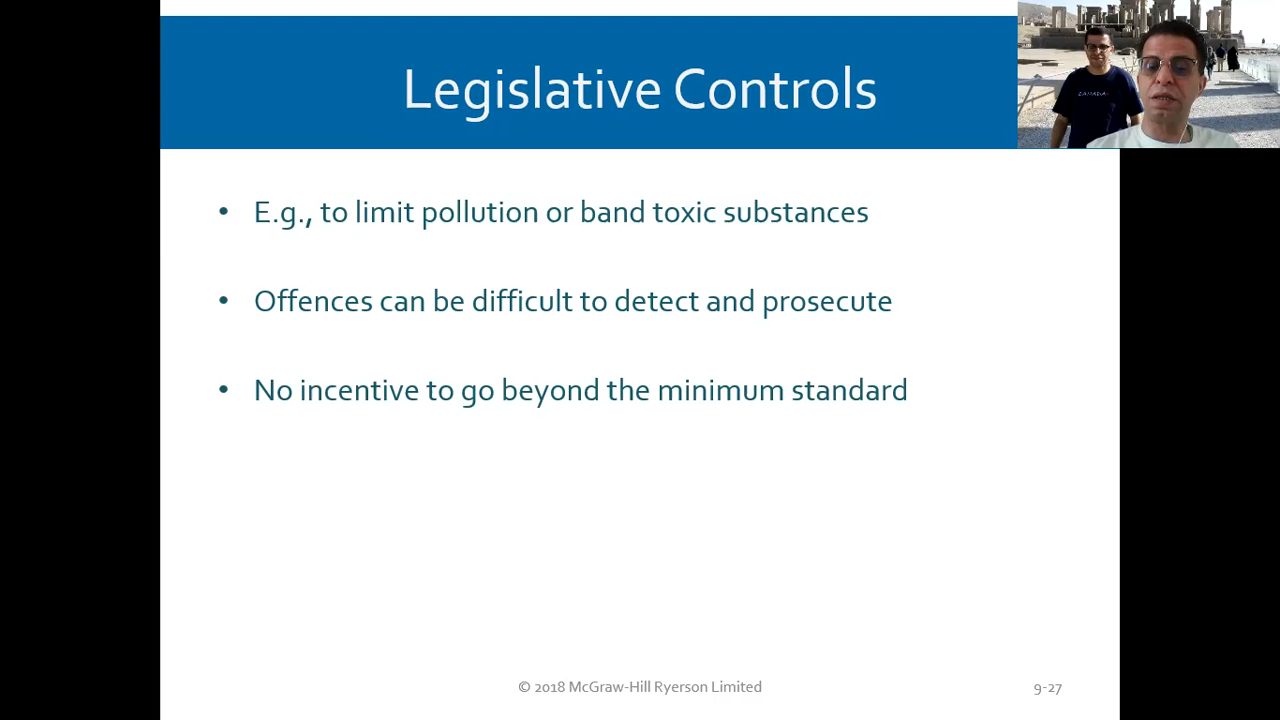 Legislative Controls
CANADA
• E.g., to limit pollution or band toxic substances
• Offences can be difficult to detect and prosecute
• No incentive to go beyond the minimum standard
© 2018 McGraw-Hill Ryerson Limited
9-27